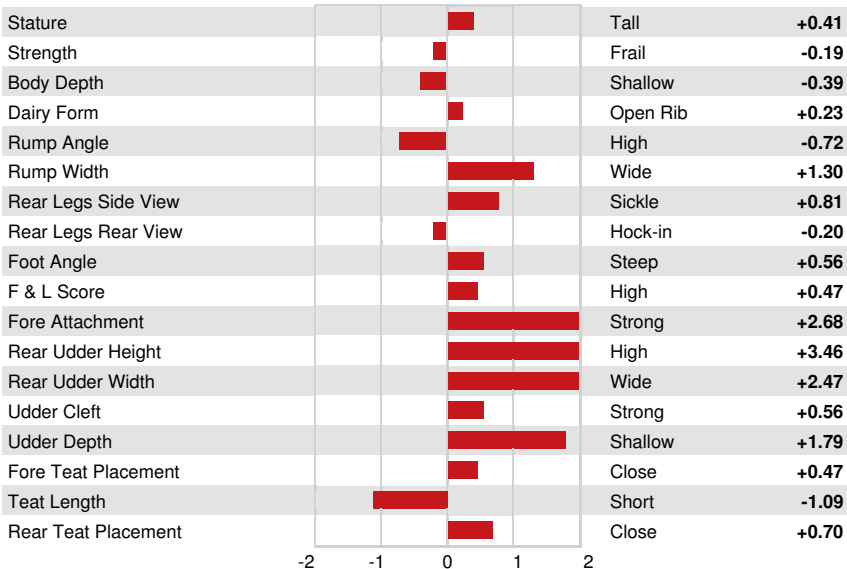 Stature Tall +0.41
Strength Frail -0.19
Body Depth Shallow -0.39
Dairy Form Open Rib +0.23
Rump Angle High -0.72
Rump Width Wide +1.30
Rear Legs Side View Sickle +0.81
Rear Legs Rear View Hock-in -0.20
Foot Angle Steep +0.56
F & L Score High +0.47
Fore Attachment Strong +2.68
Rear Udder Height High +3.46
Rear Udder Width Wide +2.47
Udder Cleft Strong +0.56
Udder Depth Shallow +1.79
Fore Teat Placement Close +0.47
Teat Length Short -1.09
Rear Teat Placement Close +0.70
-2 -1 0 1 2